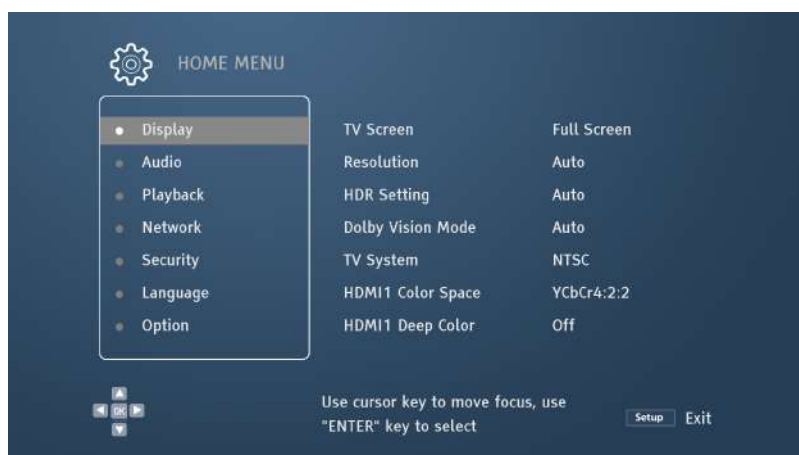 HOME MENU
Display TV Screen Full Screen
Audio Resolution Auto
Playback HDR Setting Auto
Network Dolby Vision Mode Auto
Security TV System NTSC
Language HDMI1 Color Space YCbCr4:2:2
Option HDMI1 Deep Color Off
Use cursor key to move focus, use
"ENTER" key to select
OK
Setup Exit